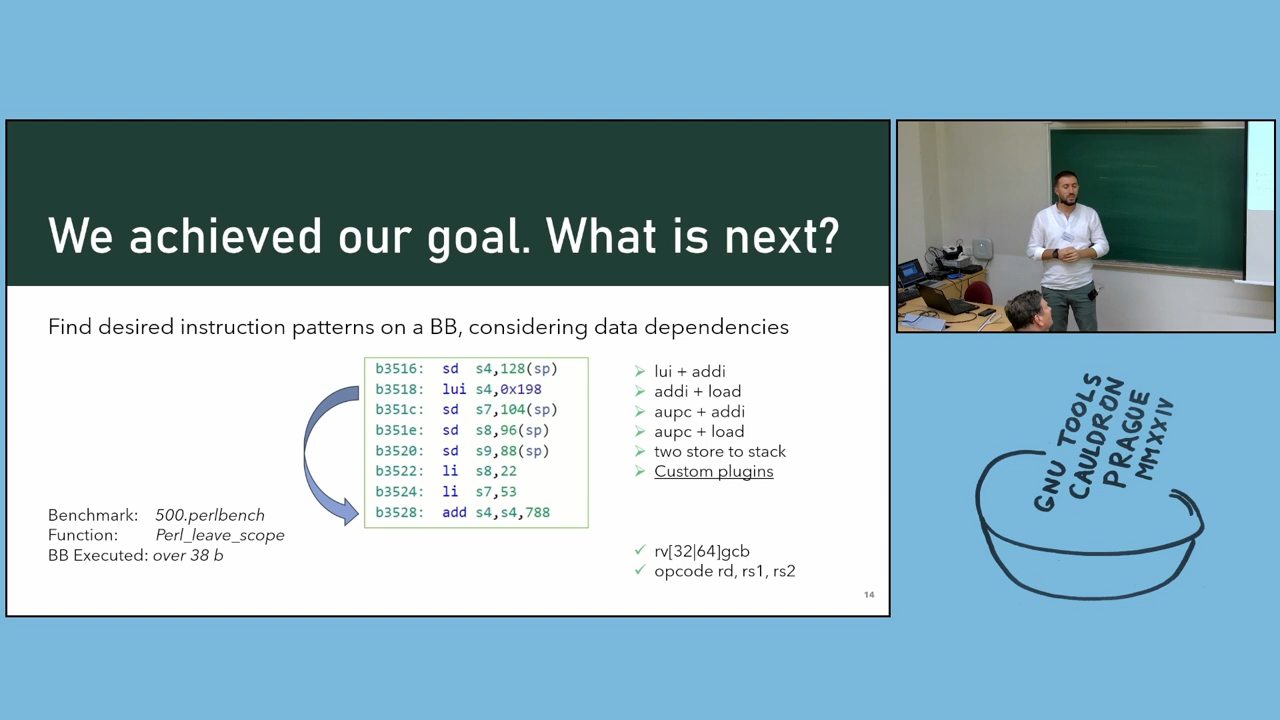 We achieved our goal. What is next?
Find desired instruction patterns on a BB, considering data dependencies
b3516: sd s4,128(sp)
b3518: lui s4,0x198
b351c: sd s7,104(sp)
b351e: sd s8,96(sp)
b3520: sd s9,88(sp)
b3522: li s8,22
b3524: li s7,53
b3528: add s4,s4,788
lui + addi
addi + load
aupc + addi
aupc + load
two store to stack
Custom plugins
Benchmark: 500.perlbench
Function: Perl_leave_scope
BB Executed: over 38 b
rv[32|64]gcb
opcode rd, rs1, rs2
14
GNU TOOLS
CAULDRON
PRAGUE
MMXXIV